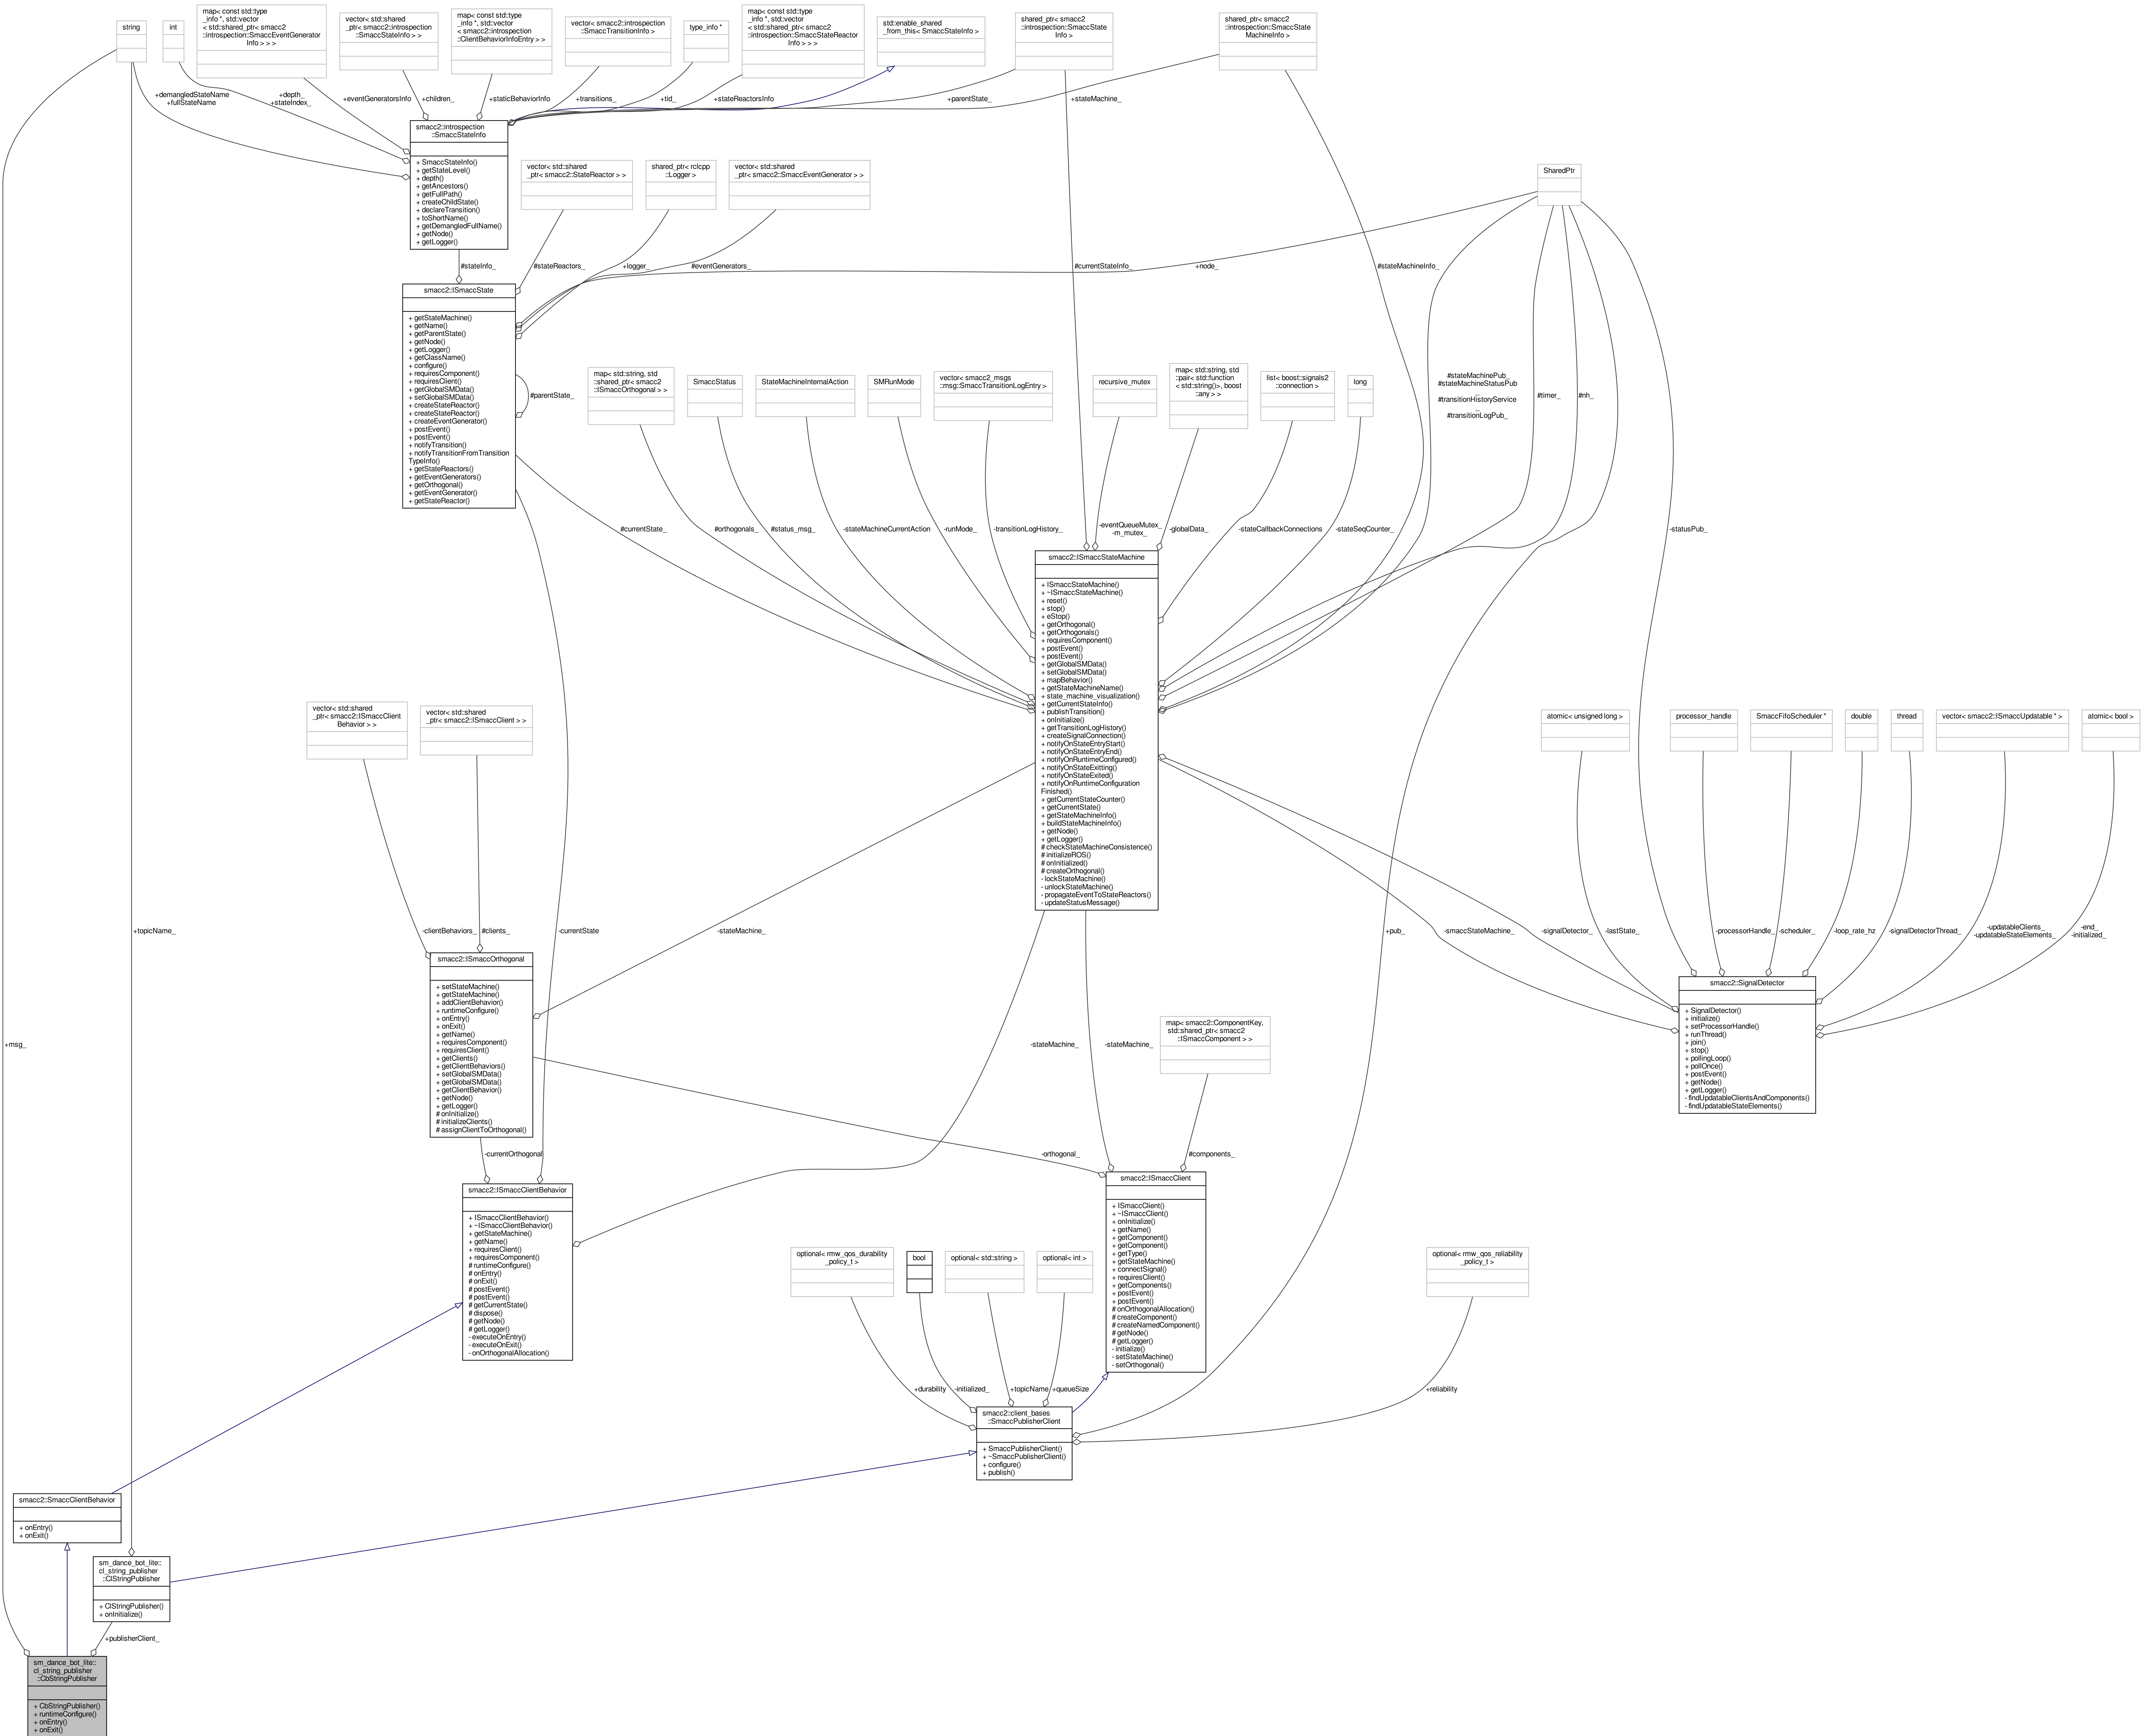 string
int
map< const std::type
_info *, std::vector
< std::shared_ptr< smacc2
::introspection::SmaccEventGenerator
Info > > >
vector< std::shared
_ptr< smacc2::introspection
::SmaccStateInfo > >
map< const std::type
_info *, std::vector
< smacc2::introspection
::ClientBehaviorInfoEntry > >
vector< smacc2::introspection
::SmaccTransitionInfo >
type_info *
map< const std::type
_info *, std::vector
< std::shared_ptr< smacc2
::introspection::SmaccStateReactor
Info > > >
std::enable_shared
_from_this< SmaccStateInfo >
shared_ptr< smacc2
::introspection::SmaccState
Info >
shared_ptr< smacc2
::introspection::SmaccState
MachineInfo >
+demangledStateName
+fullStateName
+depth_
+stateIndex_
+eventGeneratorsInfo
+children_
+staticBehaviorInfo
+transitions_
+tid_
+stateReactorsInfo
+parentState_
+stateMachine_
smacc2::introspection
::SmaccStateInfo
+ SmaccStateInfo()
+ getStateLevel()
+ depth()
+ getAncestors()
+ getFullPath()
+ createChildState()
+ declareTransition()
+ toShortName()
+ getDemangledFullName()
+ getNode()
+ getLogger()
vector< std::shared
_ptr< smacc2::StateReactor > >
shared_ptr< rclcpp
::Logger >
vector< std::shared
_ptr< smacc2::SmaccEventGenerator > >
SharedPtr
#stateInfo_
#stateReactors_
+logger_
#eventGenerators_
#currentStateInfo_
+node_
#stateMachineInfo_
smacc2::ISmaccState
+ getStateMachine()
+ getName()
+ getParentState()
+ getNode()
+ getLogger()
+ getClassName()
+ configure()
+ requiresComponent()
+ requiresClient()
+ getGlobalSMData()
+ setGlobalSMData()
+ createStateReactor()
+ createStateReactor()
+ createEventGenerator()
+ postEvent()
+ postEvent()
+ notifyTransition()
+ notifyTransitionFromTransition
TypeInfo()
+ getStateReactors()
+ getEventGenerators()
+ getOrthogonal()
+ getEventGenerator()
+ getStateReactor()
#parentState_
map< std::string, std
::shared_ptr< smacc2
::ISmaccOrthogonal > >
SmaccStatus
StateMachineInternalAction
SMRunMode
vector< smacc2_msgs
::msg::SmaccTransitionLogEntry >
recursive_mutex
map< std::string, std
::pair< std::function
< std::string()>, boost
::any > >
list< boost::signals2
::connection >
long
#stateMachinePub_
#stateMachineStatusPub
_
#transitionHistoryService
_
#transitionLogPub_
#timer_
#nh_
#currentState_
#orthogonals_
#status_msg_
-stateMachineCurrentAction
-runMode_
-transitionLogHistory_
-eventQueueMutex_
-m_mutex_
-globalData_
-stateCallbackConnections
-stateSeqCounter_
-statusPub_
smacc2::ISmaccStateMachine
+ ISmaccStateMachine()
+ ~ISmaccStateMachine()
+ reset()
+ stop()
+ eStop()
+ getOrthogonal()
+ getOrthogonals()
+ requiresComponent()
+ postEvent()
+ postEvent()
+ getGlobalSMData()
+ setGlobalSMData()
+ mapBehavior()
+ getStateMachineName()
+ state_machine_visualization()
+ getCurrentStateInfo()
+ publishTransition()
+ onInitialize()
+ getTransitionLogHistory()
+ createSignalConnection()
+ notifyOnStateEntryStart()
+ notifyOnStateEntryEnd()
+ notifyOnRuntimeConfigured()
+ notifyOnStateExitting()
+ notifyOnStateExited()
+ notifyOnRuntimeConfiguration
Finished()
+ getCurrentStateCounter()
+ getCurrentState()
+ getStateMachineInfo()
+ buildStateMachineInfo()
+ getNode()
+ getLogger()
# checkStateMachineConsistence()
# initializeROS()
# onInitialized()
# createOrthogonal()
- lockStateMachine()
- unlockStateMachine()
- propagateEventToStateReactors()
- updateStatusMessage()
vector< std::shared
_ptr< smacc2::ISmaccClient
Behavior > >
vector< std::shared
_ptr< smacc2::ISmaccClient > >
atomic< unsigned long >
processor_handle
SmaccFifoScheduler *
double
thread
vector< smacc2::ISmaccUpdatable * >
atomic< bool >
+topicName_
-clientBehaviors_
#clients_
-currentState
-stateMachine_
+pub_
-smaccStateMachine_
-signalDetector_
-lastState_
-processorHandle_
-scheduler_
-loop_rate_hz
-signalDetectorThread_
-updatableClients_
-updatableStateElements_
-end_
-initialized_
smacc2::ISmaccOrthogonal
+ setStateMachine()
+ getStateMachine()
+ addClientBehavior()
+ runtimeConfigure()
+ onEntry()
+ onExit()
+ getName()
+ requiresComponent()
+ requiresClient()
+ getClients()
+ getClientBehaviors()
+ setGlobalSMData()
+ getGlobalSMData()
+ getClientBehavior()
+ getNode()
+ getLogger()
# onInitialize()
# initializeClients()
# assignClientToOrthogonal()
smacc2::SignalDetector
+ SignalDetector()
+ initialize()
+ setProcessorHandle()
+ runThread()
+ join()
+ stop()
+ pollingLoop()
+ pollOnce()
+ postEvent()
+ getNode()
+ getLogger()
- findUpdatableClientsAndComponents()
- findUpdatableStateElements()
map< smacc2::ComponentKey,
std::shared_ptr< smacc2
::ISmaccComponent > >
+msg_
-stateMachine_
-stateMachine_
-currentOrthogonal
-orthogonal_
#components_
smacc2::ISmaccClientBehavior
+ ISmaccClientBehavior()
+ ~ISmaccClientBehavior()
+ getStateMachine()
+ getName()
+ requiresClient()
+ requiresComponent()
# runtimeConfigure()
# onEntry()
# onExit()
# postEvent()
# postEvent()
# getCurrentState()
# dispose()
# getNode()
# getLogger()
- executeOnEntry()
- executeOnExit()
- onOrthogonalAllocation()
smacc2::ISmaccClient
+ ISmaccClient()
+ ~ISmaccClient()
+ onInitialize()
+ getName()
+ getComponent()
+ getComponent()
+ getType()
+ getStateMachine()
+ connectSignal()
+ requiresClient()
+ getComponents()
+ postEvent()
+ postEvent()
# onOrthogonalAllocation()
# createComponent()
# createNamedComponent()
# getNode()
# getLogger()
- initialize()
- setStateMachine()
- setOrthogonal()
optional< rmw_qos_durability
_policy_t >
bool
optional< std::string >
optional< int >
optional< rmw_qos_reliability
_policy_t >
+durability
-initialized_
+topicName
+queueSize
+reliability
smacc2::client_bases
::SmaccPublisherClient
+ SmaccPublisherClient()
+ ~SmaccPublisherClient()
+ configure()
+ publish()
smacc2::SmaccClientBehavior
+ onEntry()
+ onExit()
sm_dance_bot_lite::
cl_string_publisher
::ClStringPublisher
+ ClStringPublisher()
+ onInitialize()
+publisherClient_
sm_dance_bot_lite::
cl_string_publisher
::CbStringPublisher
+ CbStringPublisher()
+ runtimeConfigure()
+ onEntry()
+ onExit()